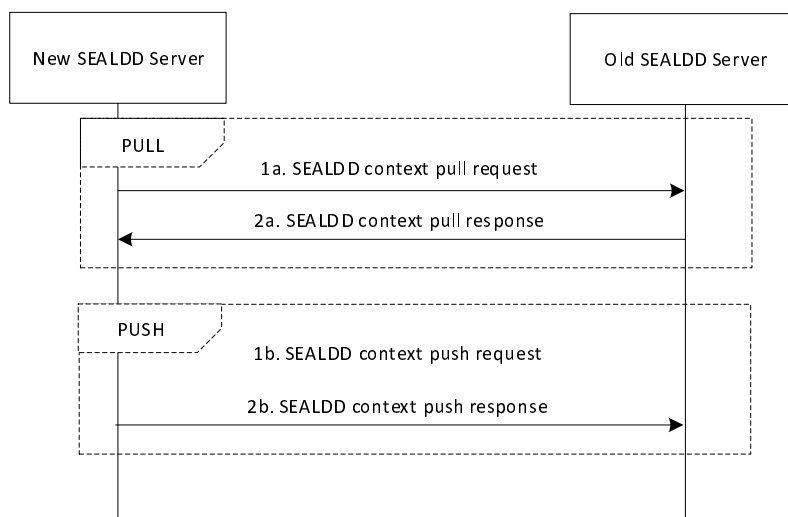 New SEALDD Server
Old SEALDD Server
PULL
1a. SEALDD context pull request
2a. SEALDD context pull response
PUSH
1b. SEALDD context push request
2b. SEALDD context push response